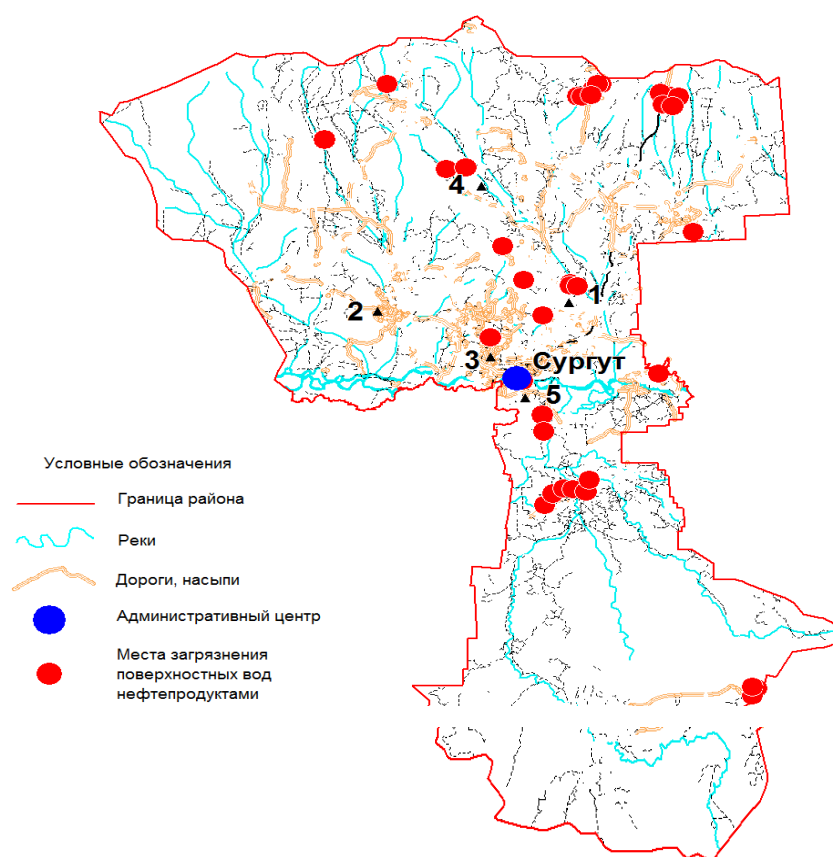 4
1
2
3
Сургут
5
Условные обозначения
Граница района
Реки
Дороги, насыпи
Административный центр
Места загрязнения
поверхностных вод
нефтепродуктами